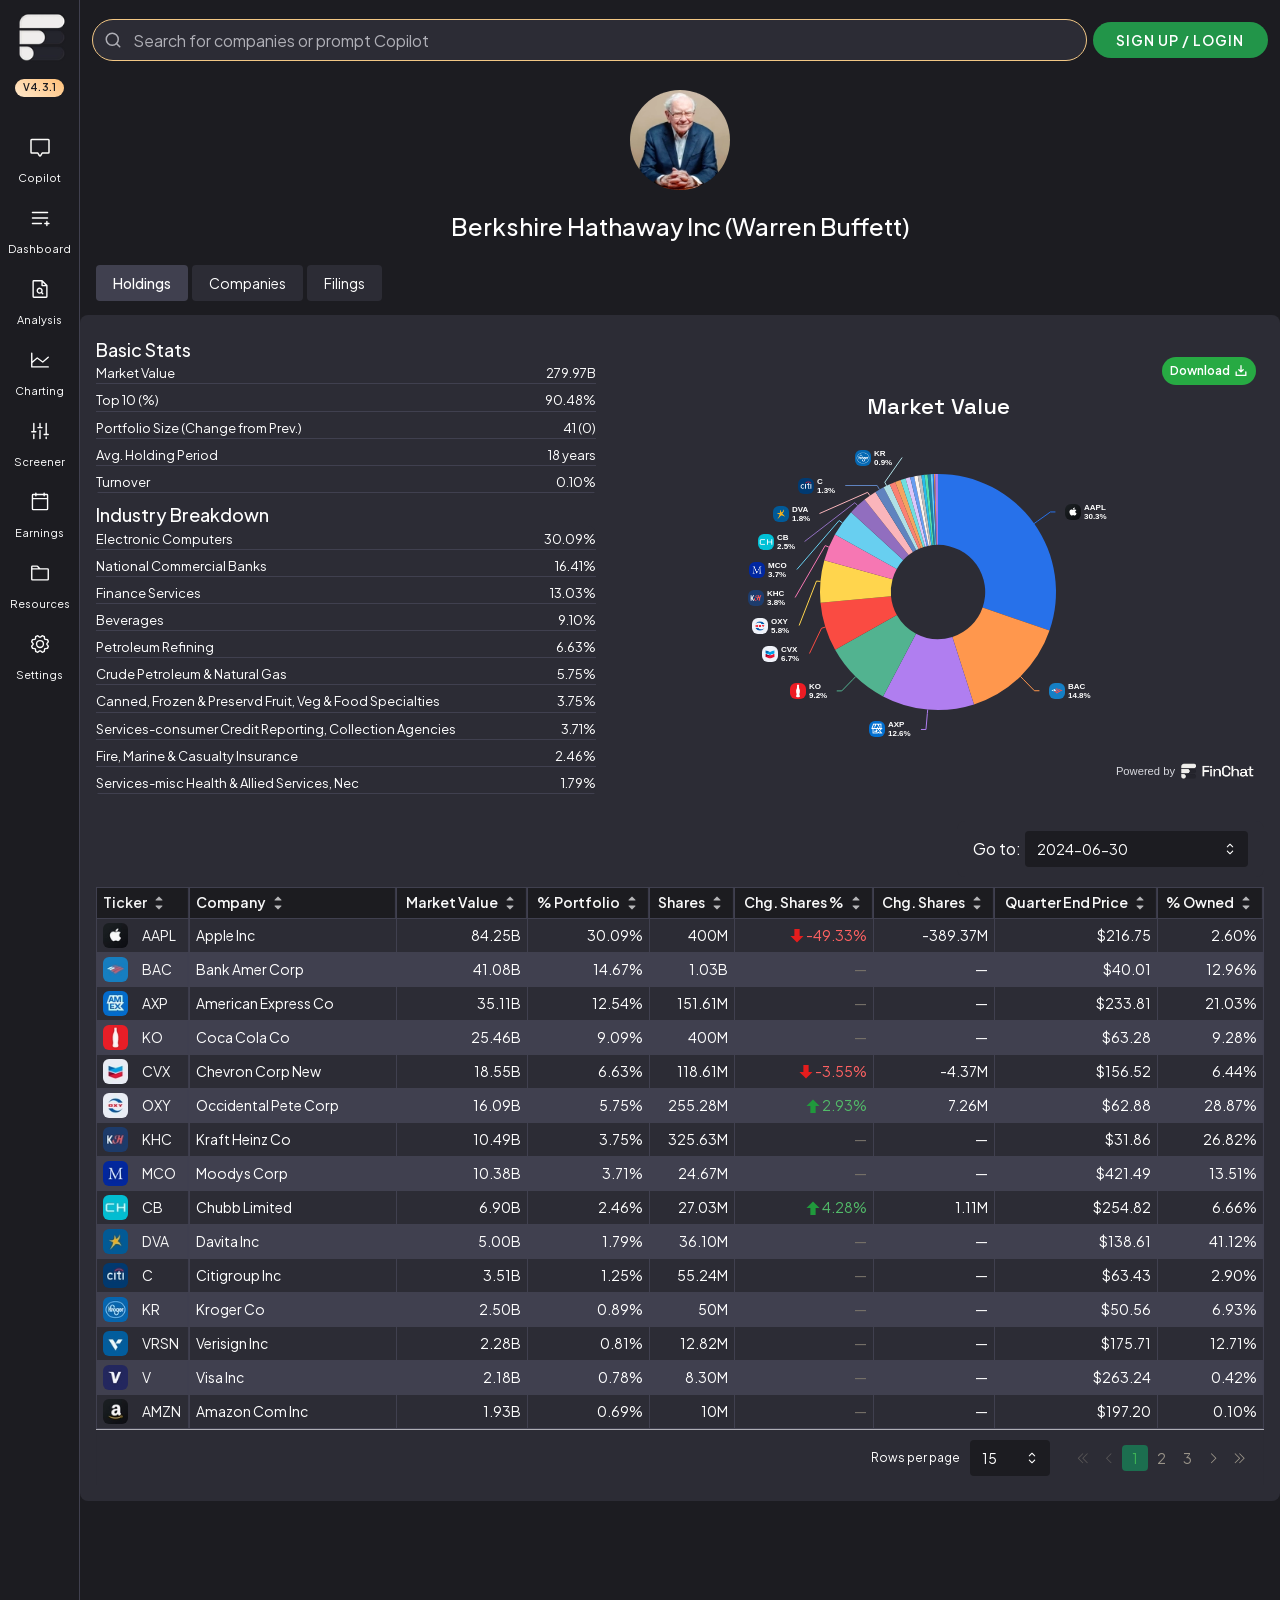 Search for companies or prompt Copilot
SIGN UP / LOGIN
V4.3.1
Copilot
Dashboard
Analysis
Charting
Screener
Earnings
Resources
Settings
Berkshire Hathaway Inc (Warren Buffett)
Holdings Companies Filings
Basic Stats
Market Value 279.97B
Top 10 (%) 90.48%
Portfolio Size (Change from Prev.) 41 (0)
Avg. Holding Period 18 years
Turnover 0.10%
Industry Breakdown
Electronic Computers 30.09%
National Commercial Banks 16.41%
Finance Services 13.03%
Beverages 9.10%
Petroleum Refining 6.63%
Crude Petroleum & Natural Gas 5.75%
Canned, Frozen & Preservd Fruit, Veg & Food Specialties 3.75%
Services-consumer Credit Reporting, Collection Agencies 3.71%
Fire, Marine & Casualty Insurance 2.46%
Services-misc Health & Allied Services, Nec 1.79%
Download
Market Value
KR
0.9%
citi
C
1.3%
DVA
1.8%
CH
CB
2.5%
M
MCO
3.7%
KHC
3.8%
OXY
5.8%
CVX
6.7%
KO
9.2%
AXP
12.6%
BAC
14.8%
AAPL
30.3%
Powered by FinChat
Go to: 2024-06-30
Ticker Company Market Value % Portfolio Shares Chg. Shares % Chg. Shares Quarter End Price % Owned
AAPL Apple Inc 84.25B 30.09% 400M -49.33% -389.37M $216.75 2.60%
BAC Bank Amer Corp 41.08B 14.67% 1.03B — — $40.01 12.96%
AMEX AXP American Express Co 35.11B 12.54% 151.61M — — $233.81 21.03%
KO Coca Cola Co 25.46B 9.09% 400M — — $63.28 9.28%
CVX Chevron Corp New 18.55B 6.63% 118.61M -3.55% -4.37M $156.52 6.44%
OXY OXY Occidental Pete Corp 16.09B 5.75% 255.28M 2.93% 7.26M $62.88 28.87%
KH KHC Kraft Heinz Co 10.49B 3.75% 325.63M — — $31.86 26.82%
M MCO Moodys Corp 10.38B 3.71% 24.67M — — $421.49 13.51%
CH CB Chubb Limited 6.90B 2.46% 27.03M 4.28% 1.11M $254.82 6.66%
DVA Davita Inc 5.00B 1.79% 36.10M — — $138.61 41.12%
citi C Citigroup Inc 3.51B 1.25% 55.24M — — $63.43 2.90%
Kroger KR Kroger Co 2.50B 0.89% 50M — — $50.56 6.93%
VRSN Verisign Inc 2.28B 0.81% 12.82M — — $175.71 12.71%
V V Visa Inc 2.18B 0.78% 8.30M — — $263.24 0.42%
a AMZN Amazon Com Inc 1.93B 0.69% 10M — — $197.20 0.10%
Rows per page 15 1 2 3